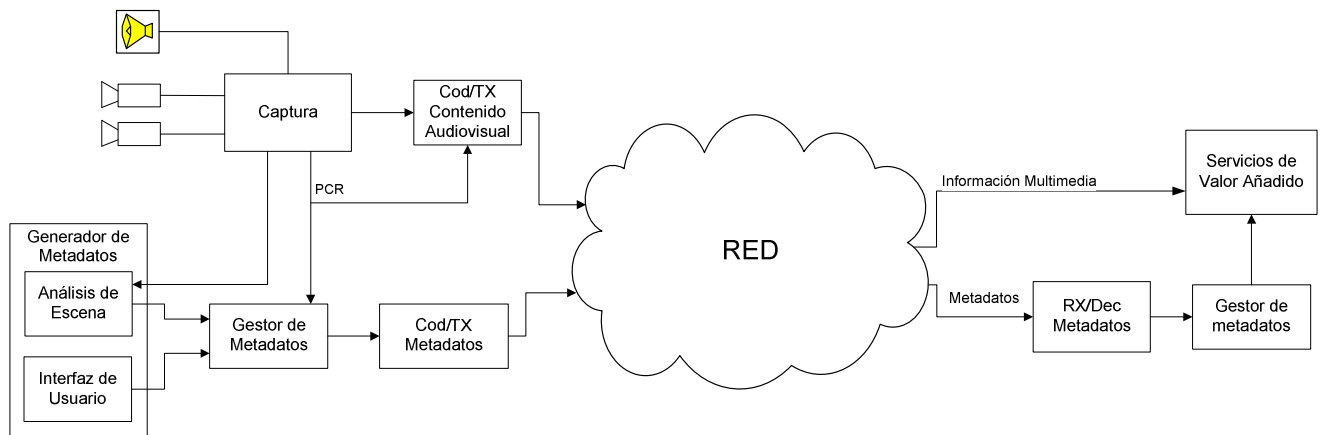 Captura
Cod/TX
Contenido
Audiovisual
PCR
Generador de
Metadatos
Análisis de
Escena
Interfaz de
Usuario
Gestor de
Metadatos
Cod/TX
Metadatos
RED
Información Multimedia
Servicios de
Valor Añadido
Metadatos
RX/Dec
Metadatos
Gestor de
metadatos